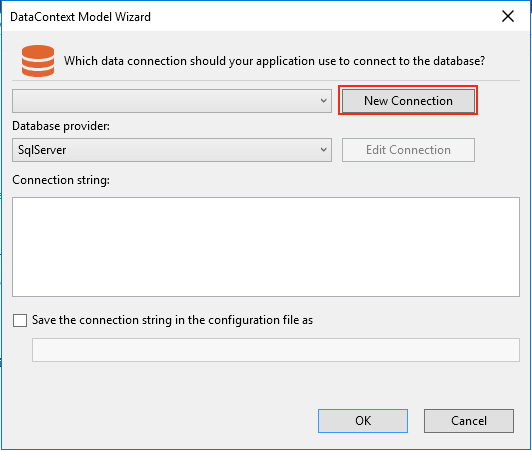 DataContext Model Wizard
Which data connection should your application use to connect to the database?
New Connection
Database provider:
SqlServer
Edit Connection
Connection string:
Save the connection string in the configuration file as
OK
Cancel